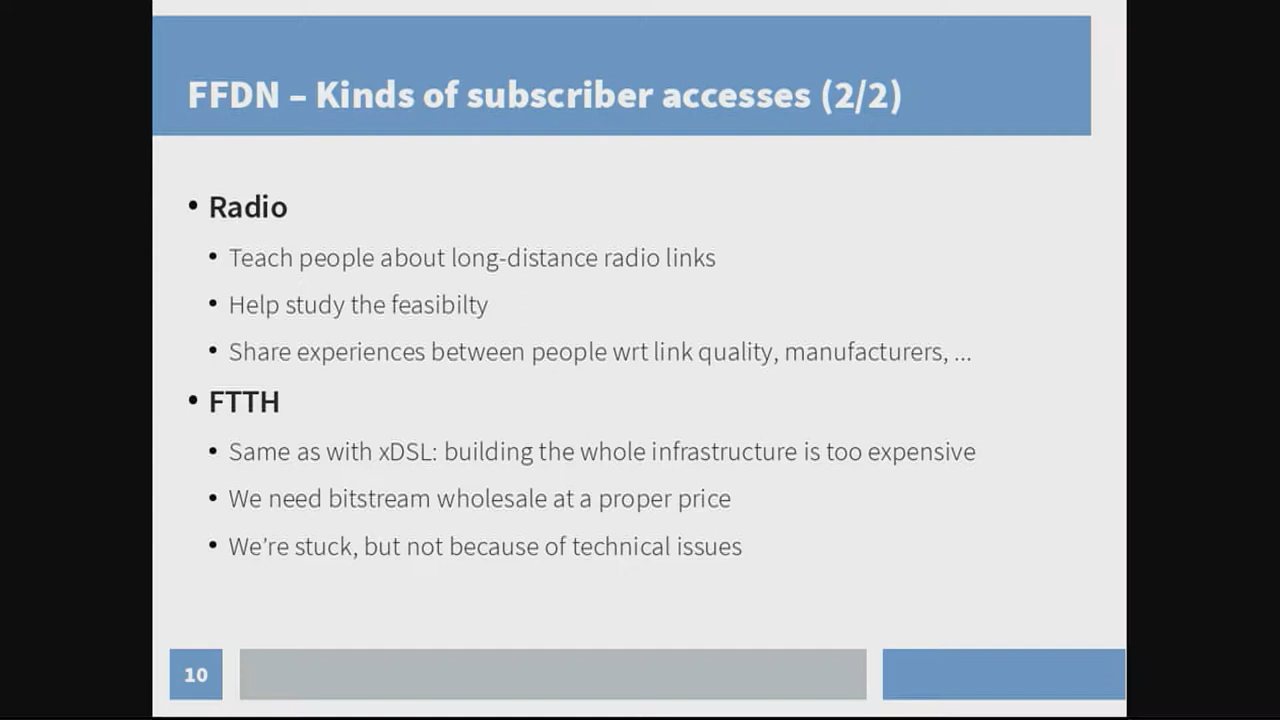 FFDN – Kinds of subscriber accesses (2/2)
• Radio
• Teach people about long-distance radio links
• Help study the feasibilty
• Share experiences between people wrt link quality, manufacturers, ...
• FTTH
• Same as with xDSL: building the whole infrastructure is too expensive
• We need bitstream wholesale at a proper price
• We're stuck, but not because of technical issues
10